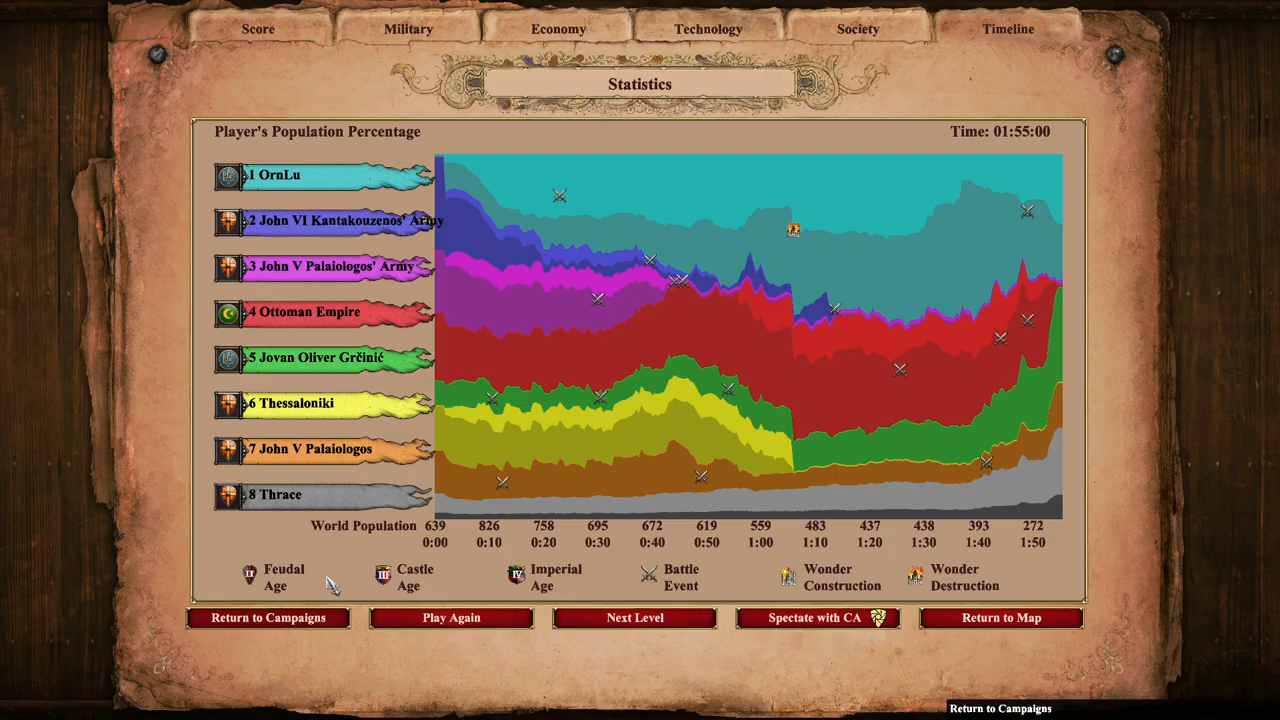 Score Military Economy Technology Society Timeline
Statistics
Player's Population Percentage Time: 01:55:00
1 OrnLu
2 John VI Kantakouzenos' Army
3 John V Palaiologos' Army
4 Ottoman Empire
5 Jovan Oliver Grčinić
6 Thessaloniki
7 John V Palaiologos
8 Thrace
World Population 639 826 758 695 672 619 559 483 437 438 393 272
0:00 0:10 0:20 0:30 0:40 0:50 1:00 1:10 1:20 1:30 1:40 1:50
II Feudal Age
III Castle Age
IV Imperial Age
Battle Event
Wonder Construction
Wonder Destruction
Return to Campaigns Play Again Next Level Spectate with CA Return to Map
Return to Campaigns